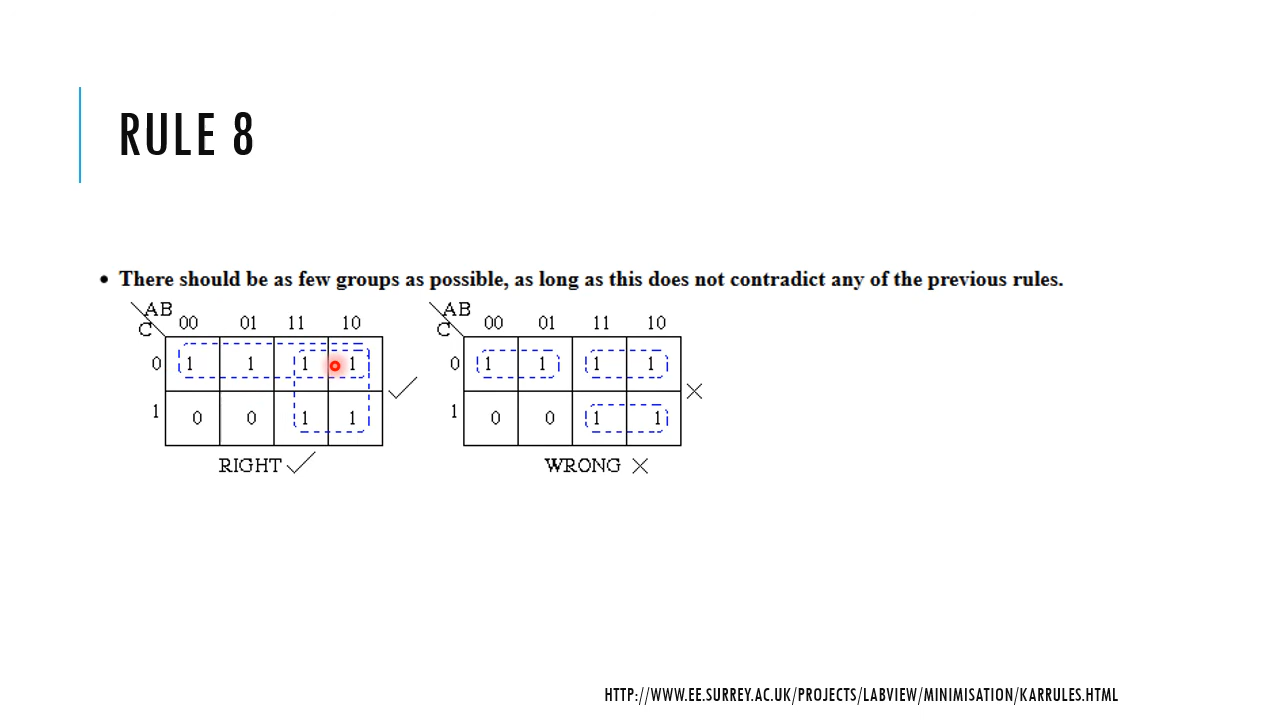 RULE 8
• There should be as few groups as possible, as long as this does not contradict any of the previous rules.
AB
C 00 01 11 10
0 1 1 1 1
1 0 0 1 1
RIGHT ✓
AB
C 00 01 11 10
0 1 1 1 1
1 0 0 1 1
WRONG ×
HTTP://WWW.EE.SURREY.AC.UK/PROJECTS/LABVIEW/MINIMISATION/KARRULES.HTML